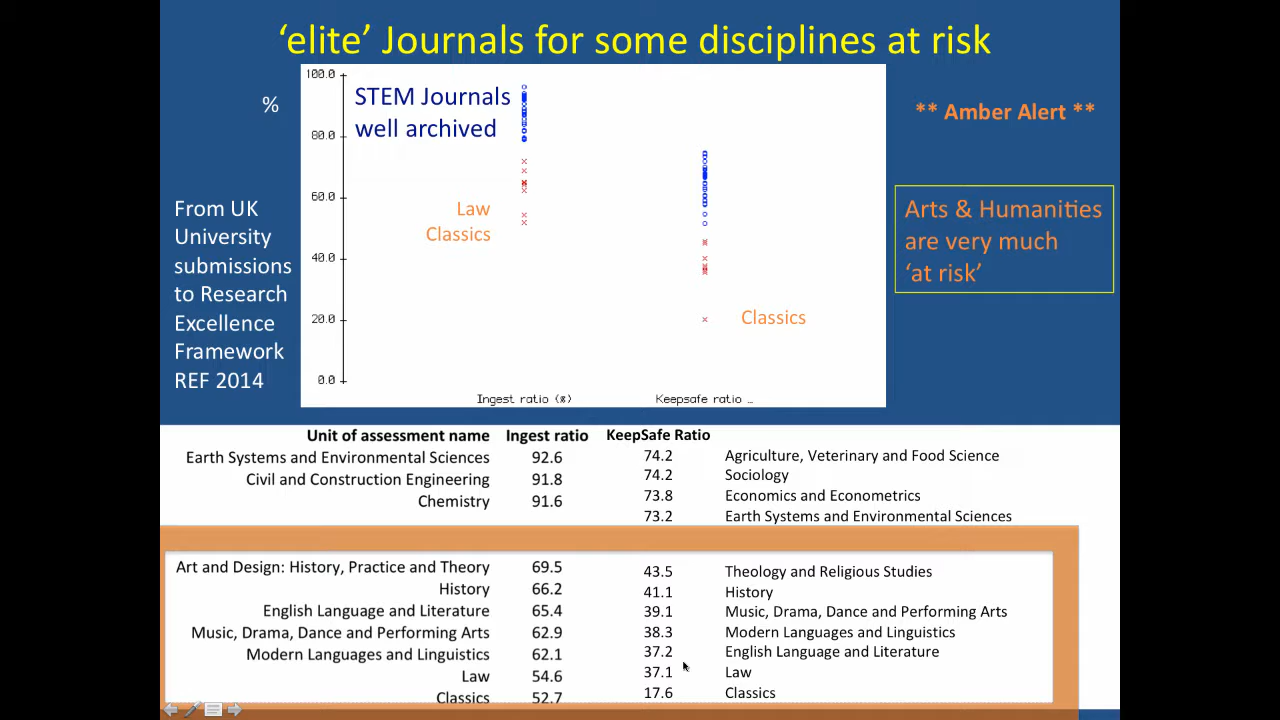 ‘elite’ Journals for some disciplines at risk
%
100.0
80.0
60.0
40.0
20.0
0.0
STEM Journals
well archived
Law
Classics
Classics
Ingest ratio (%)
Keepsafe ratio ...
** Amber Alert **
From UK
University
submissions
to Research
Excellence
Framework
REF 2014
Arts & Humanities
are very much
‘at risk’
Unit of assessment name Ingest ratio KeepSafe Ratio
Earth Systems and Environmental Sciences 92.6
Civil and Construction Engineering 91.8
Chemistry 91.6
74.2 Agriculture, Veterinary and Food Science
74.2 Sociology
73.8 Economics and Econometrics
73.2 Earth Systems and Environmental Sciences
Art and Design: History, Practice and Theory 69.5
History 66.2
English Language and Literature 65.4
Music, Drama, Dance and Performing Arts 62.9
Modern Languages and Linguistics 62.1
Law 54.6
Classics 52.7
43.5 Theology and Religious Studies
41.1 History
39.1 Music, Drama, Dance and Performing Arts
38.3 Modern Languages and Linguistics
37.2 English Language and Literature
37.1 Law
17.6 Classics